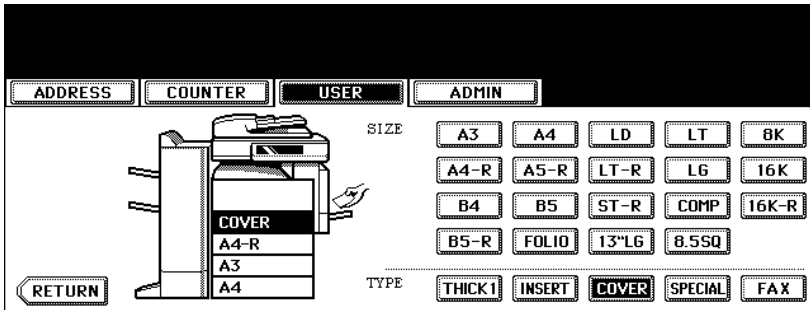 ADDRESS COUNTER USER ADMIN
SIZE A3 A4 LD LT 8K
A4-R A5-R LT-R LG 16K
B4 B5 ST-R COMP 16K-R
B5-R FOLIO 13"LG 8.5SQ
COVER
A4-R
A3
A4
RETURN
TYPE THICK1 INSERT COVER SPECIAL FAX